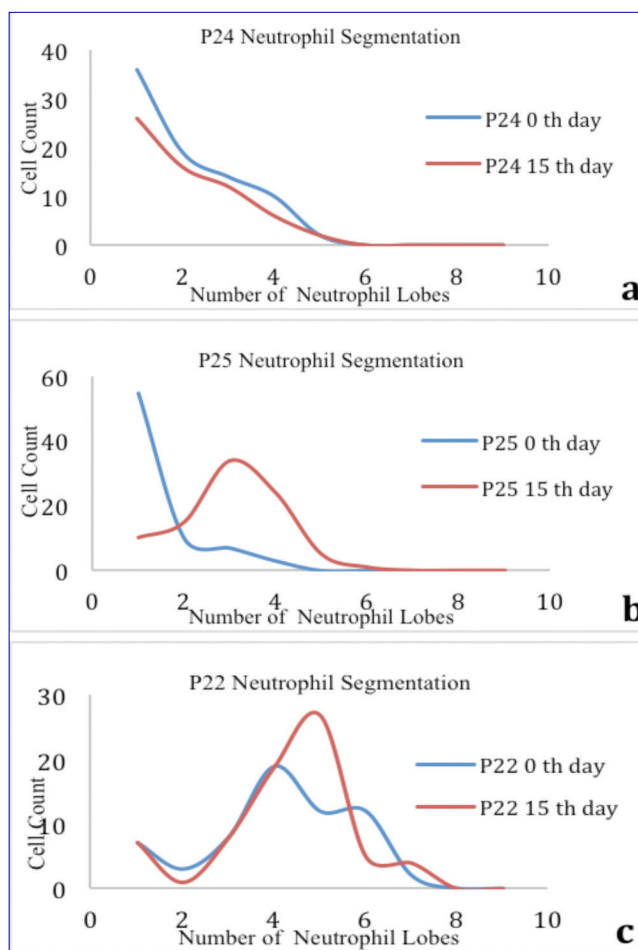 P24 Neutrophil Segmentation
40
30
20
10
0
Cell Count
P24 0 th day
P24 15 th day
0 2 4 6 8 10
Number of Neutrophil Lobes
a
P25 Neutrophil Segmentation
60
40
20
0
Cell Count
P25 0 th day
P25 15 th day
0 2 4 6 8 10
Number of Neutrophil Lobes
b
P22 Neutrophil Segmentation
30
20
10
0
Cell Count
P22 0 th day
P22 15 th day
0 2 4 6 8 10
Number of Neutrophil Lobes
c